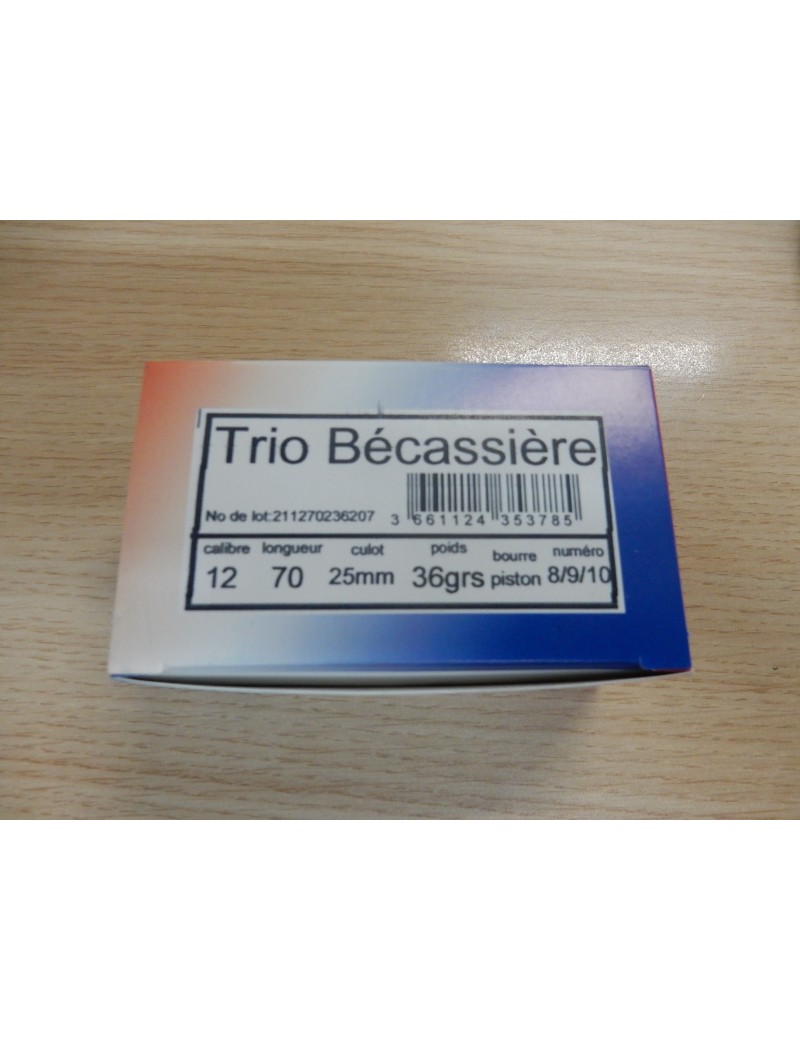 Trio Bécassière
No de lot:211270236207
3 661124 353785
calibre longueur culot poids bourre numéro
12 70 25mm 36grs piston 8/9/10